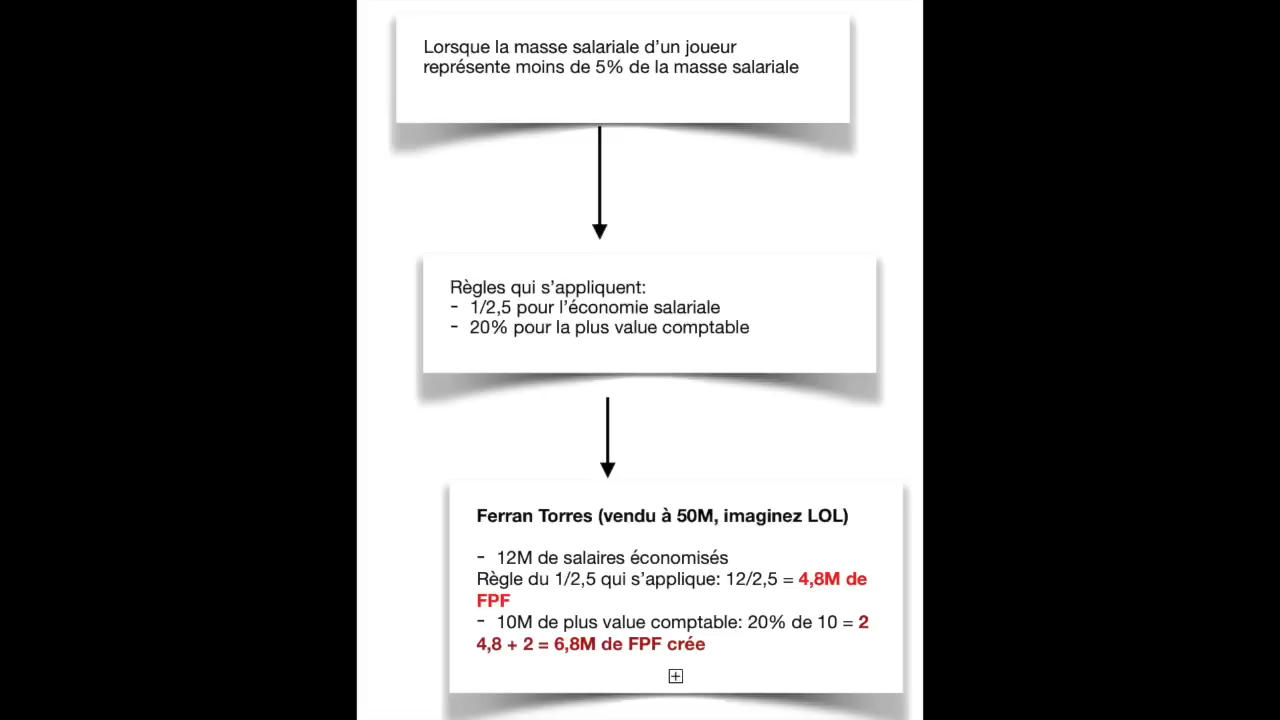 Lorsque la masse salariale d’un joueur
représente moins de 5% de la masse salariale
Règles qui s’appliquent:
- 1/2,5 pour l’économie salariale
- 20% pour la plus value comptable
Ferran Torres (vendu à 50M, imaginez LOL)
- 12M de salaires économisés
Règle du 1/2,5 qui s’applique: 12/2,5 = 4,8M de
FPF
- 10M de plus value comptable: 20% de 10 = 2
4,8 + 2 = 6,8M de FPF crée